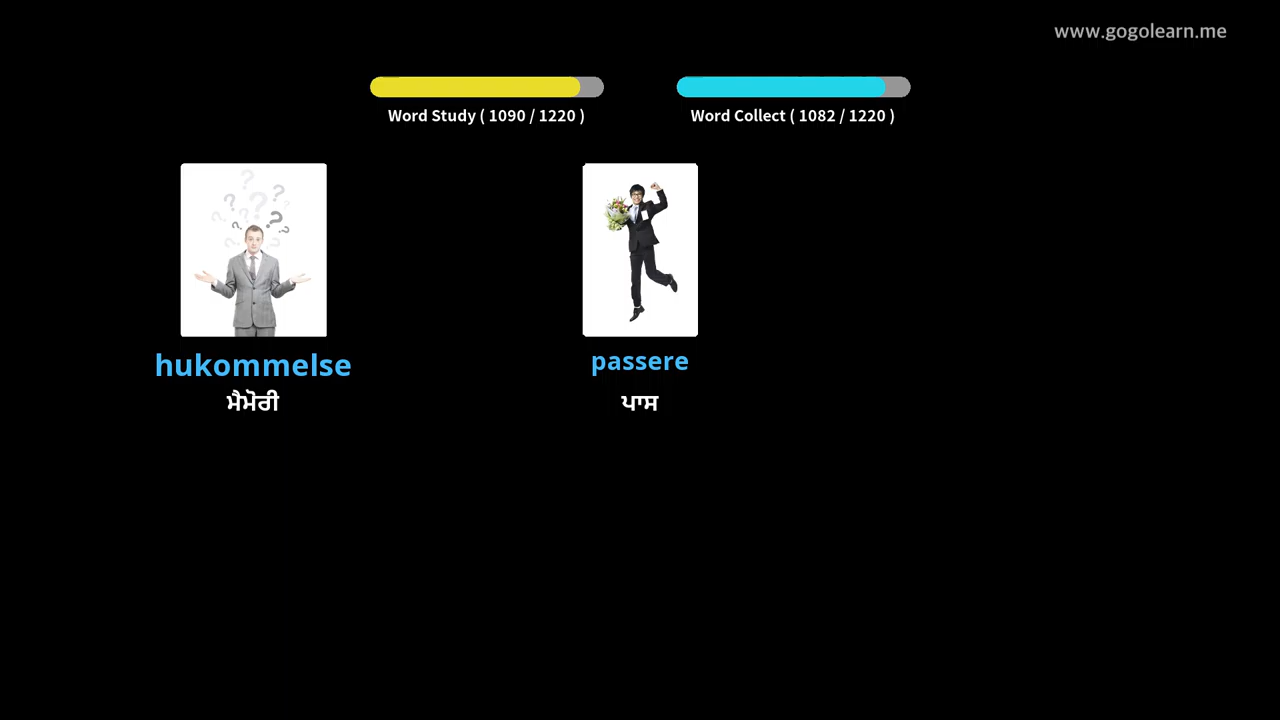 www.gogolearn.me
Word Study ( 1090 / 1220 )
Word Collect ( 1082 / 1220 )
hukommelse
passere
ਮੈਮੋਰੀ
ਪਾਸ